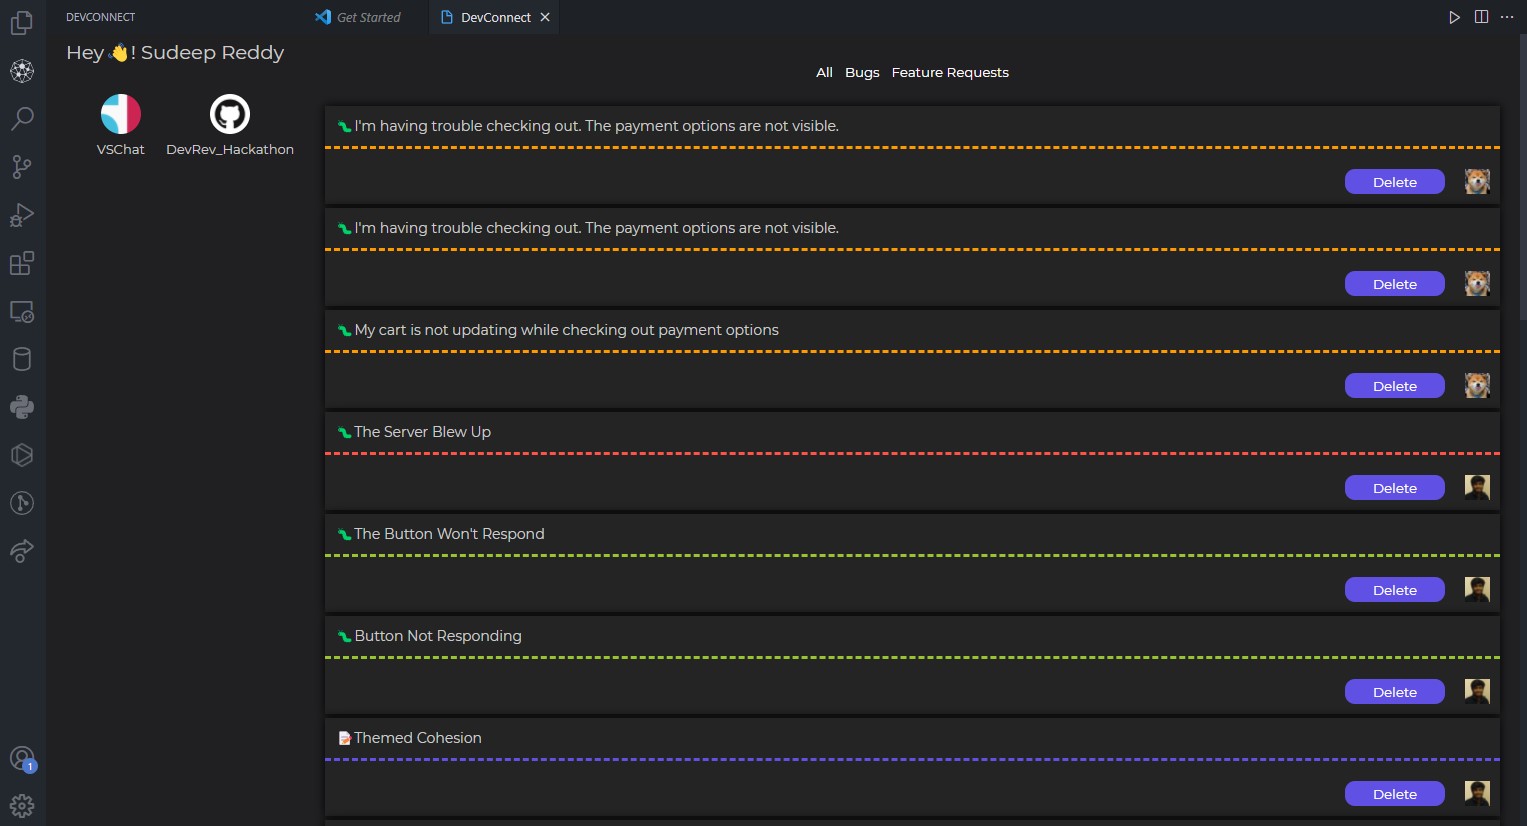 DEVCONNECT
Get Started
DevConnect
Hey 👋! Sudeep Reddy
VSChat
DevRev_Hackathon
All Bugs Feature Requests
I'm having trouble checking out. The payment options are not visible.
Delete
I'm having trouble checking out. The payment options are not visible.
Delete
My cart is not updating while checking out payment options
Delete
The Server Blew Up
Delete
The Button Won't Respond
Delete
Button Not Responding
Delete
Themed Cohesion
Delete
1